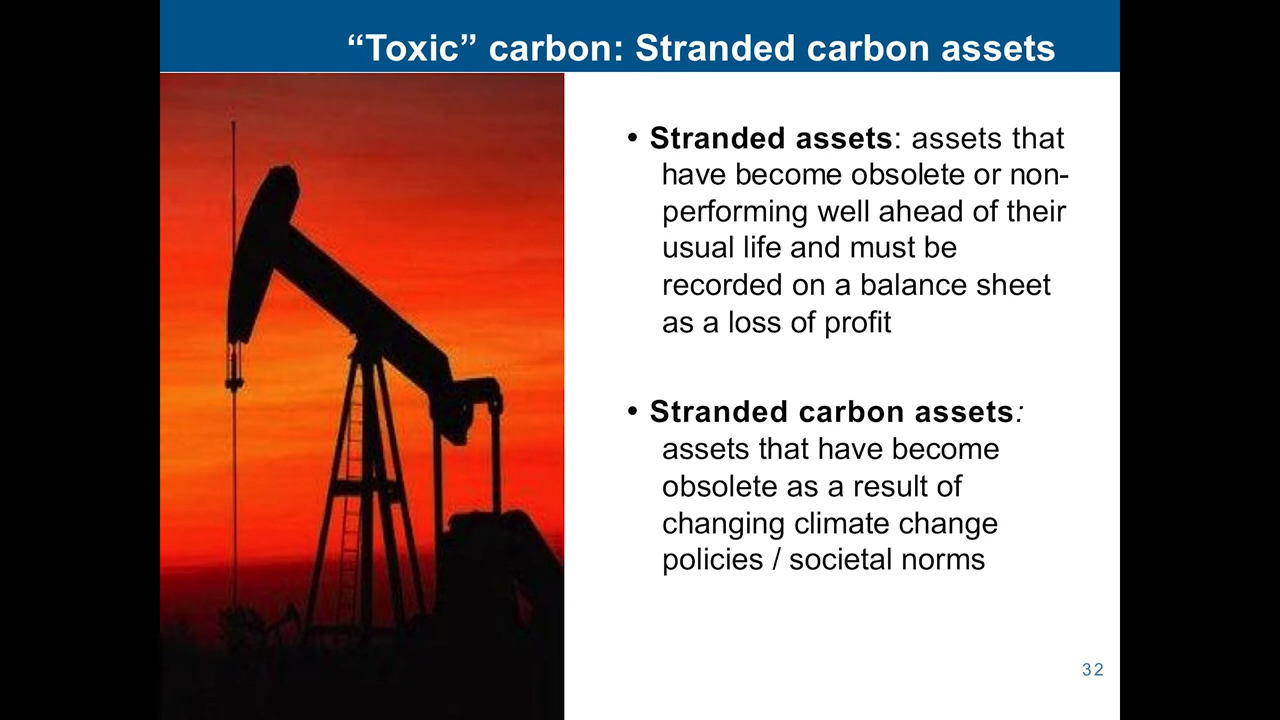 “Toxic” carbon: Stranded carbon assets
• Stranded assets: assets that
have become obsolete or non-
performing well ahead of their
usual life and must be
recorded on a balance sheet
as a loss of profit
• Stranded carbon assets:
assets that have become
obsolete as a result of
changing climate change
policies / societal norms
32